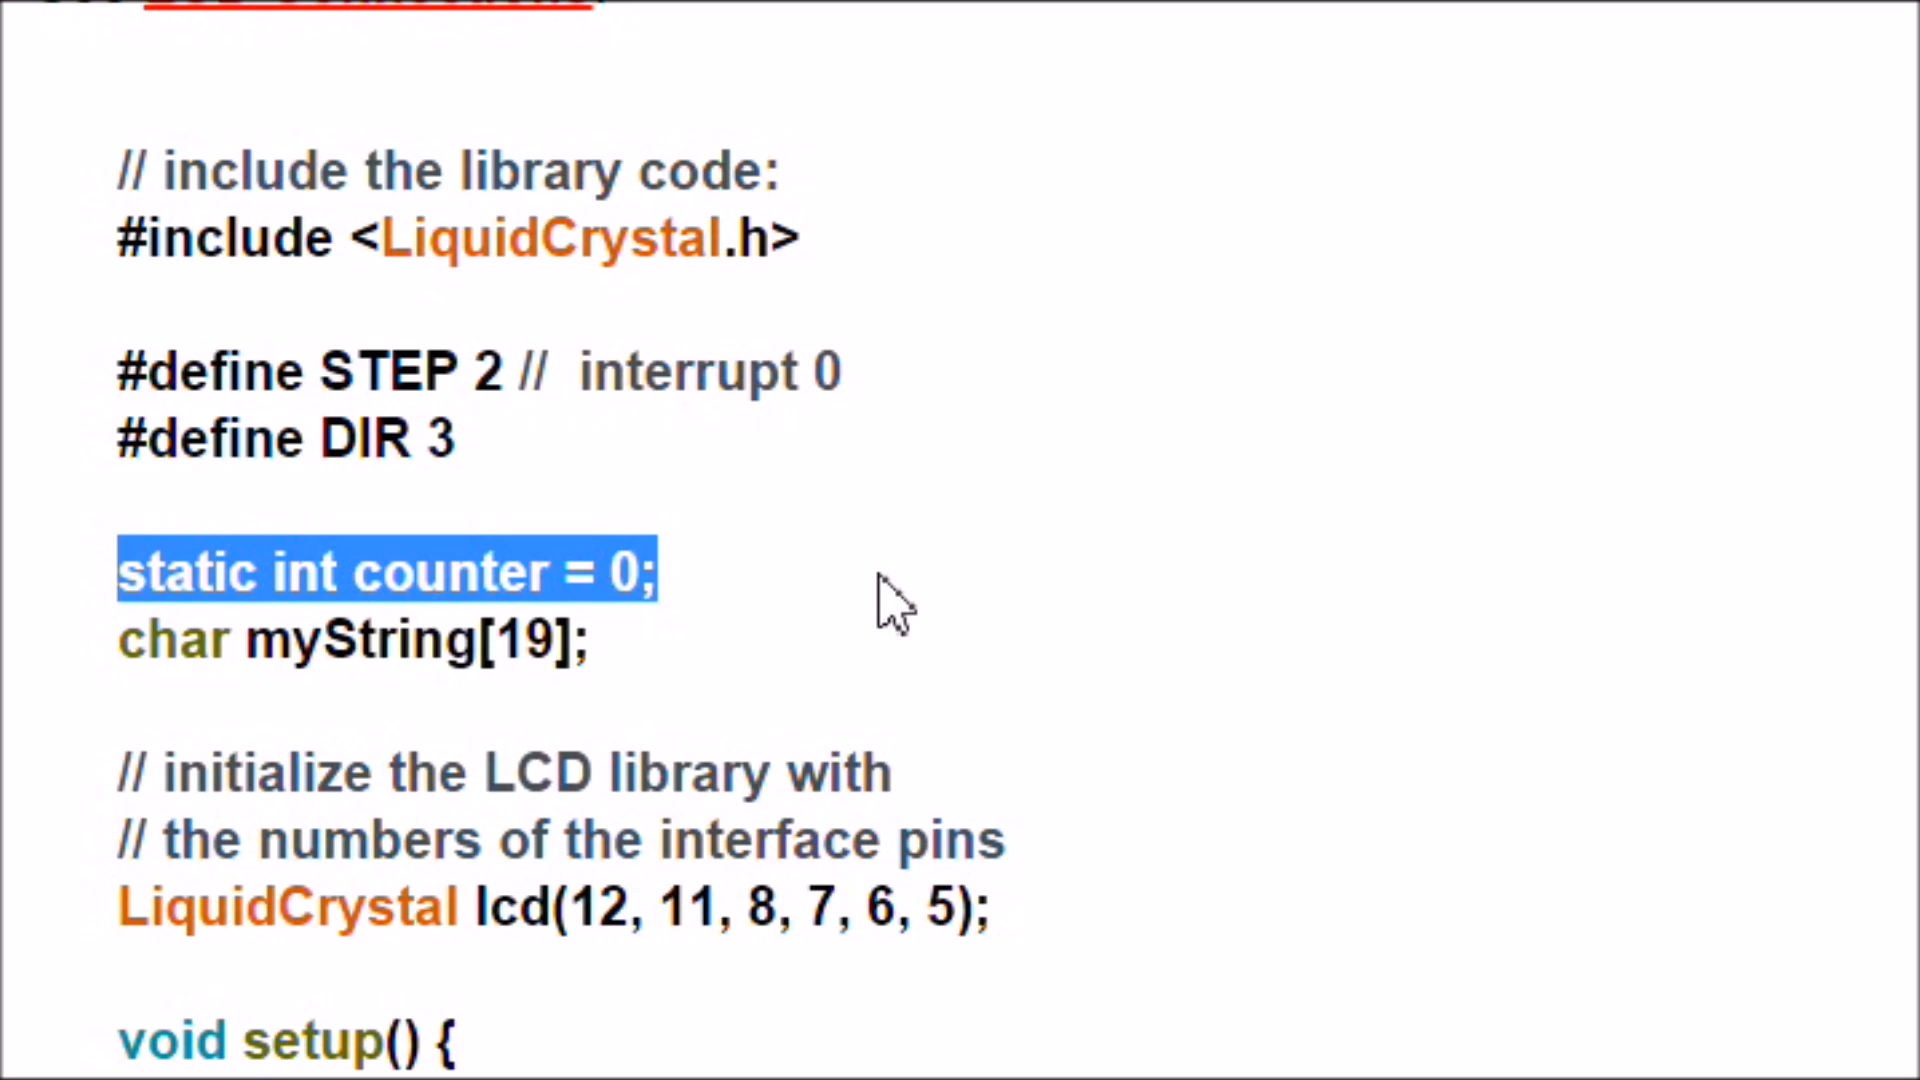 // include the library code:
#include <LiquidCrystal.h>
#define STEP 2 //  interrupt 0
#define DIR 3
static int counter = 0;
char myString[19];
// initialize the LCD library with
// the numbers of the interface pins
LiquidCrystal lcd(12, 11, 8, 7, 6, 5);
void setup() {